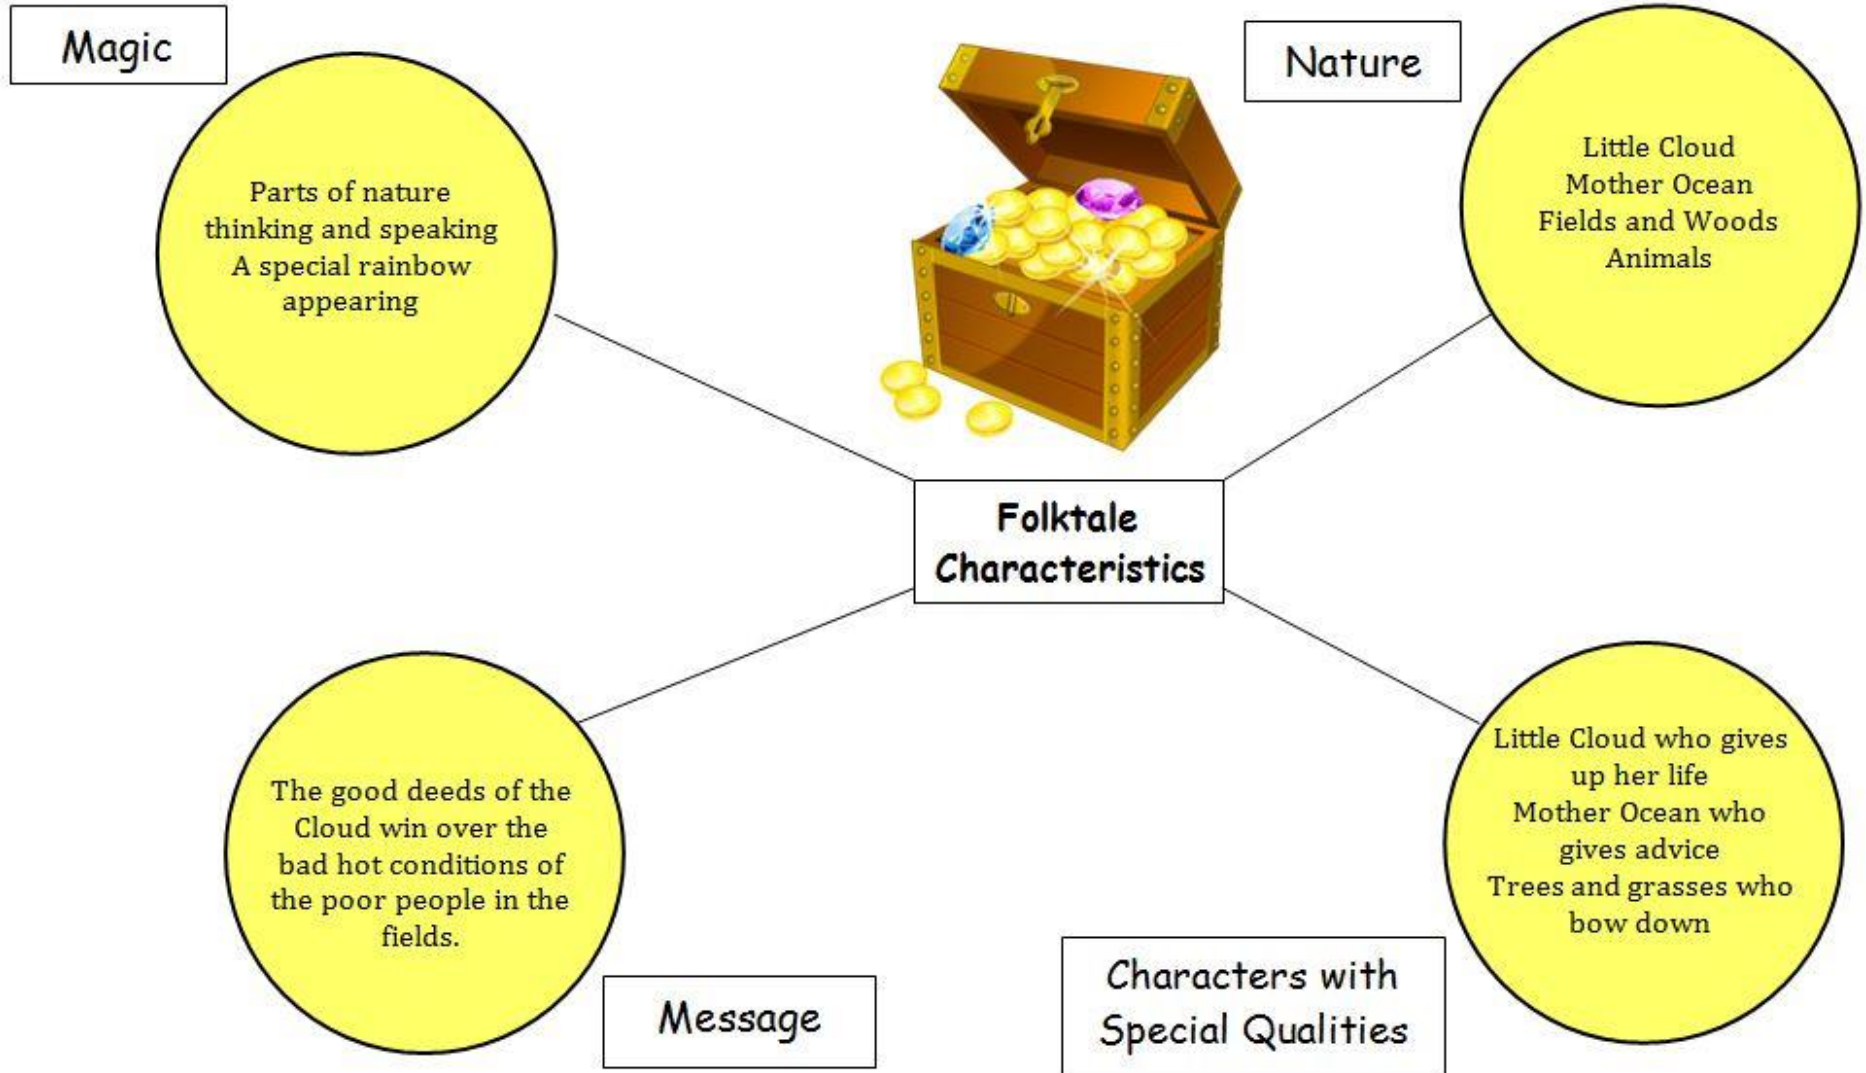 Magic
Parts of nature
thinking and speaking
A special rainbow
appearing
Nature
Little Cloud
Mother Ocean
Fields and Woods
Animals
Folktale
Characteristics
The good deeds of the
Cloud win over the
bad hot conditions of
the poor people in the
fields.
Message
Little Cloud who gives
up her life
Mother Ocean who
gives advice
Trees and grasses who
bow down
Characters with
Special Qualities